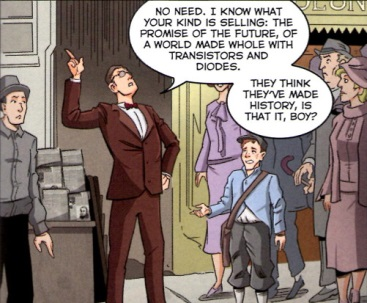 NO NEED. I KNOW WHAT
YOUR KIND IS SELLING: THE
PROMISE OF THE FUTURE, OF
A WORLD MADE WHOLE WITH
TRANSISTORS AND
DIODES.
THEY THINK
THEY'VE MADE
HISTORY, IS
THAT IT, BOY?